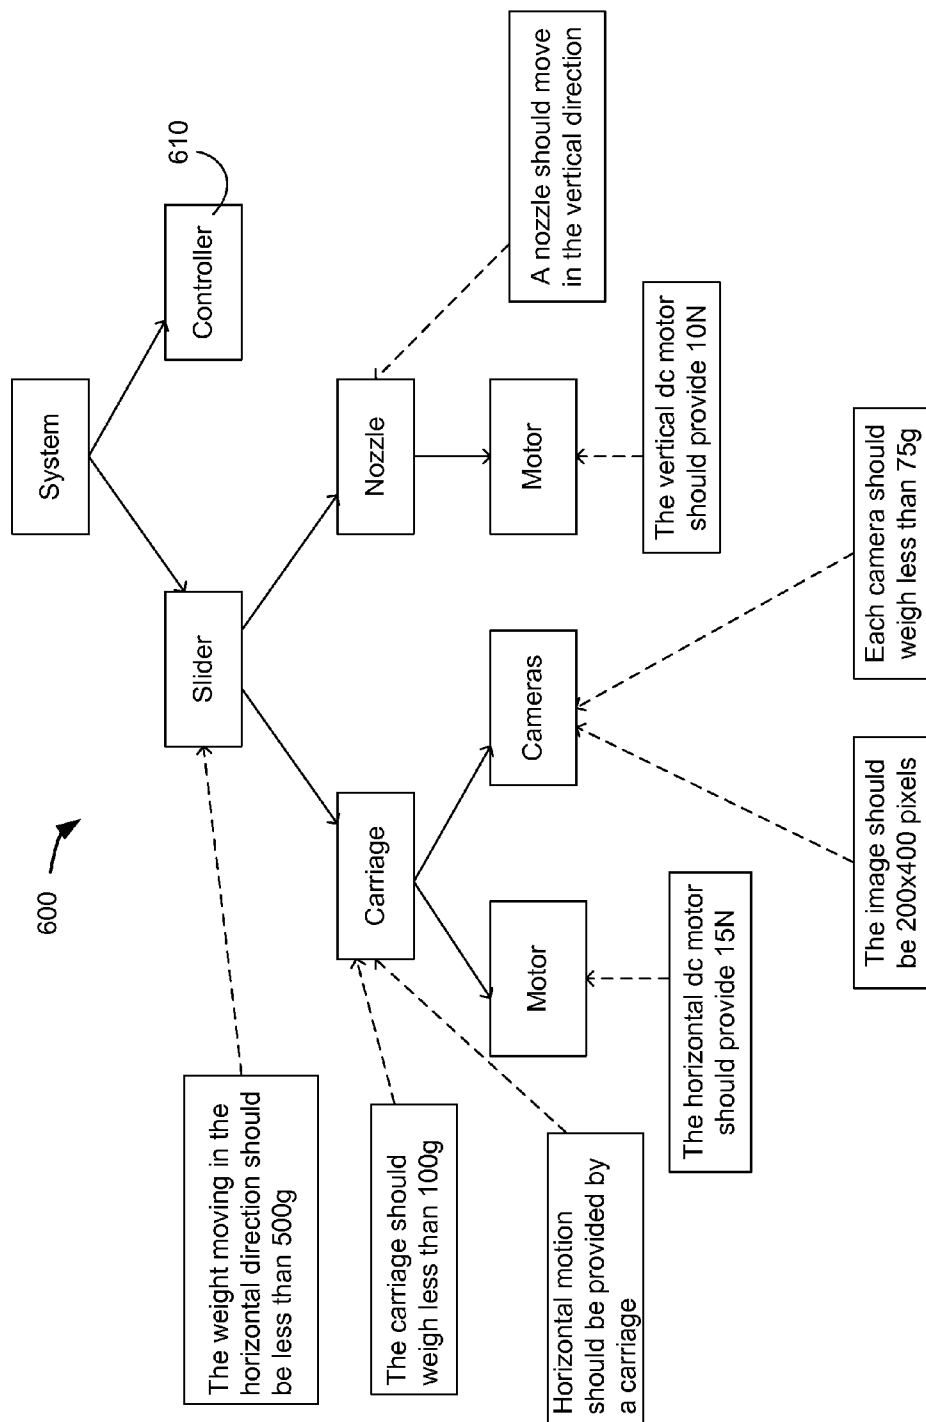 600
System
610
The weight moving in the
horizontal direction should
be less than 500g
Slider
Controller
The carriage should
weigh less than 100g
Carriage
Nozzle
Horizontal motion
should be provided by
a carriage
Motor
Cameras
Motor
A nozzle should move
in the vertical direction
The horizontal dc motor
should provide 15N
The vertical dc motor
should provide 10N
The image should
be 200x400 pixels
Each camera should
weigh less than 75g